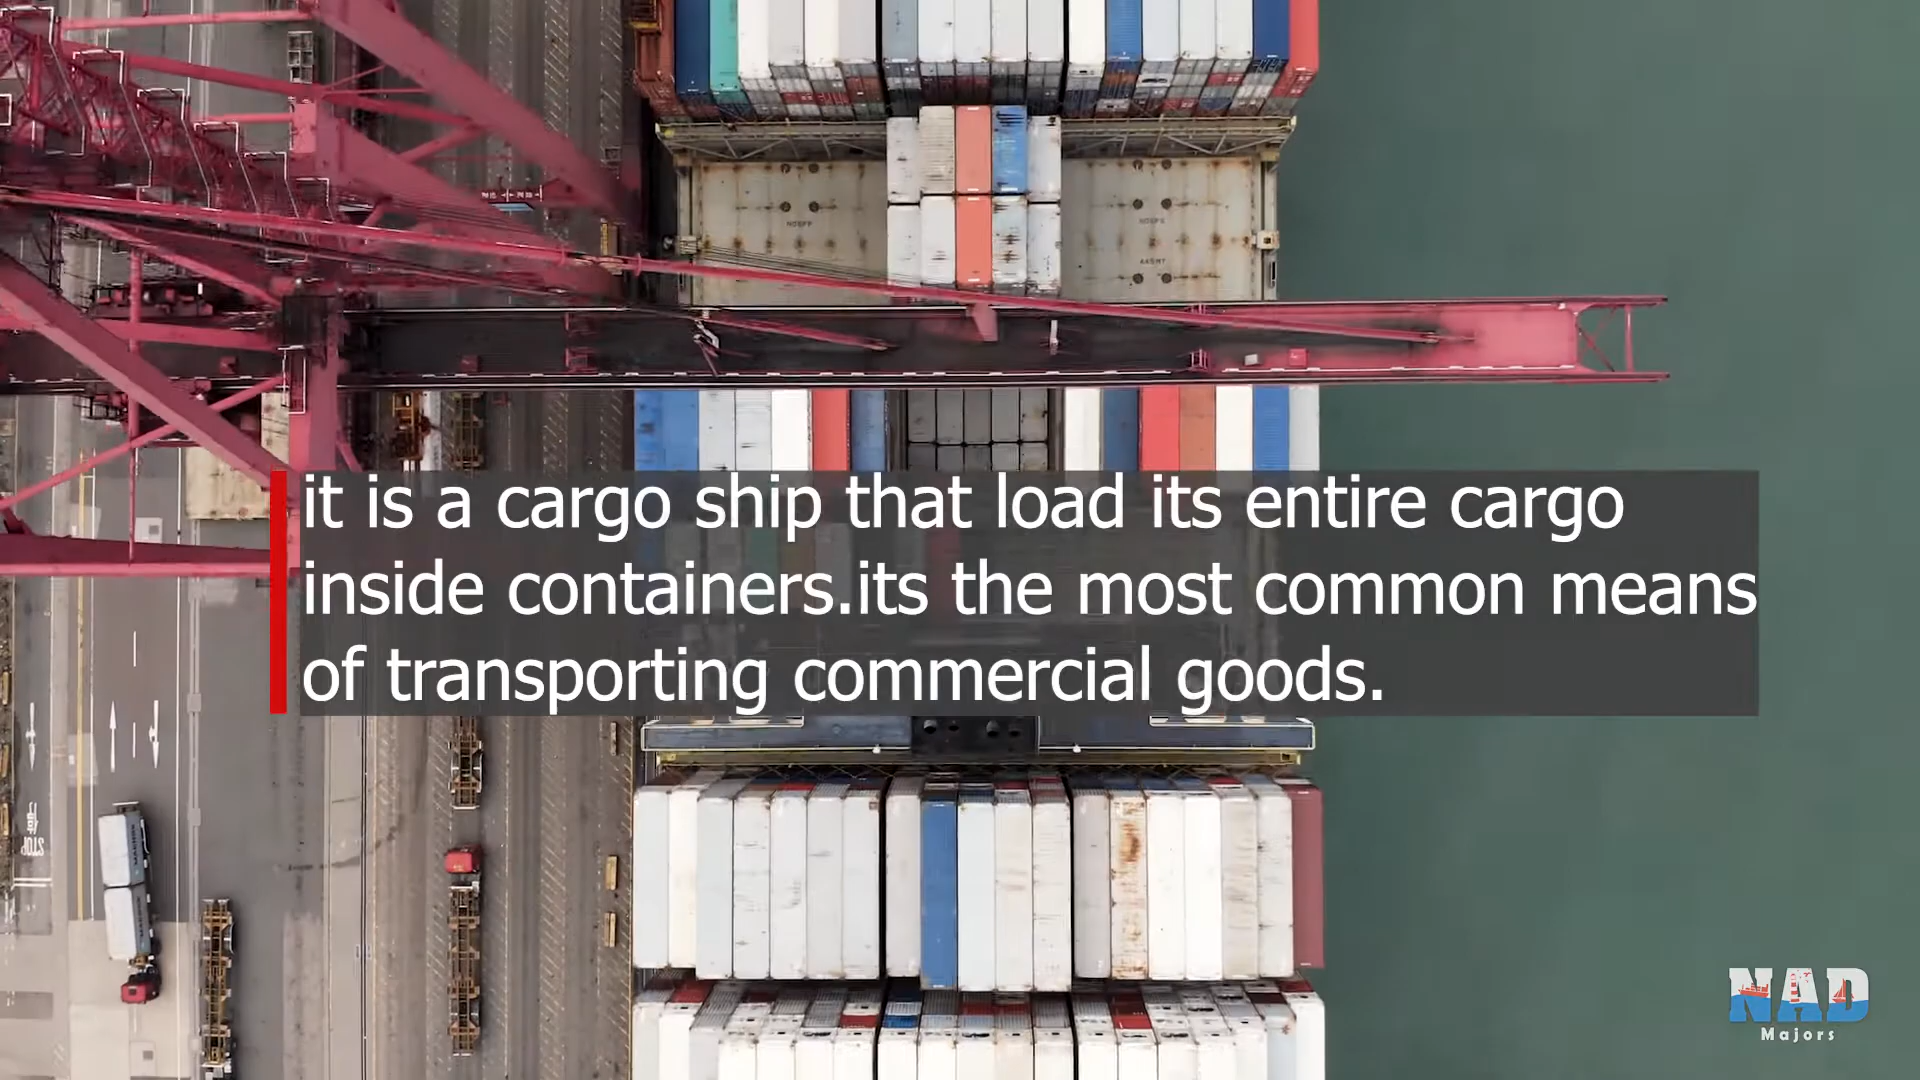 it is a cargo ship that load its entire cargo
inside containers.its the most common means
of transporting commercial goods.
STOP
NAD
Majors